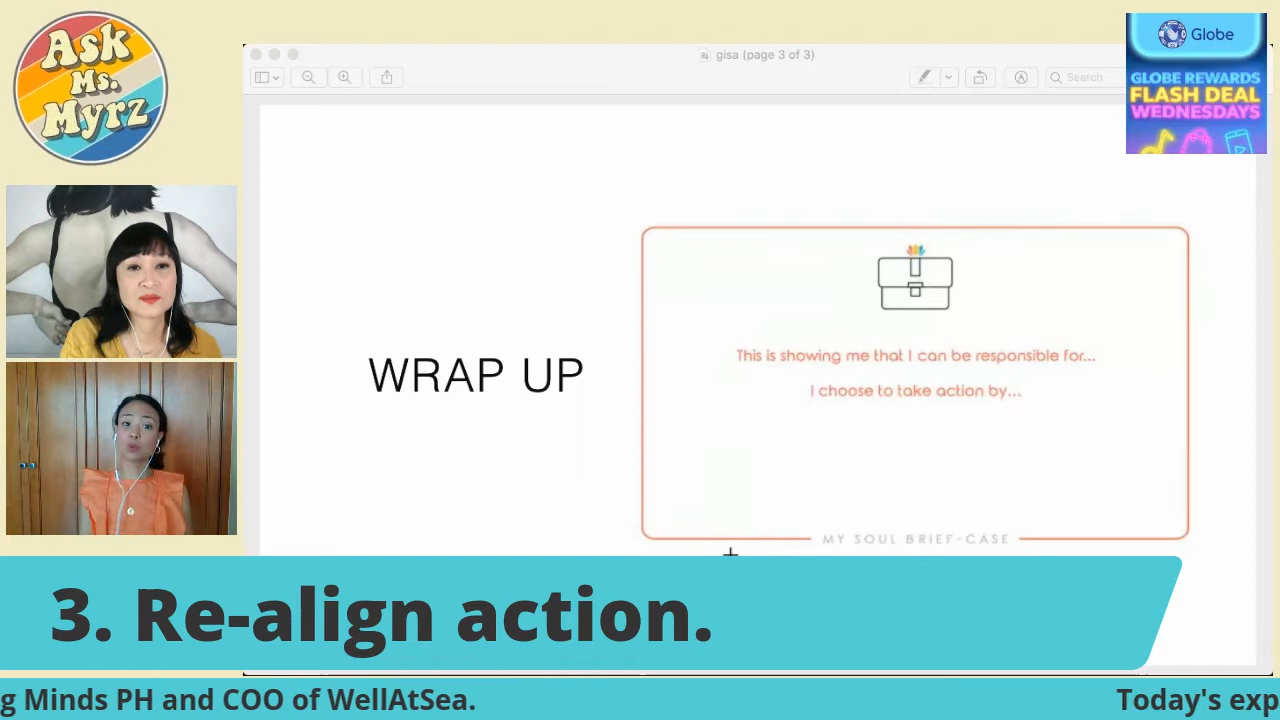 Ask
Ms.
Myrz
gisa (page 3 of 3)
Search
Globe
GLOBE REWARDS
FLASH DEAL
WEDNESDAYS
WRAP UP
This is showing me that I can be responsible for...
I choose to take action by...
MY SOUL BRIEF-CASE
3. Re-align action.
g Minds PH and COO of WellAtSea.
Today's exp